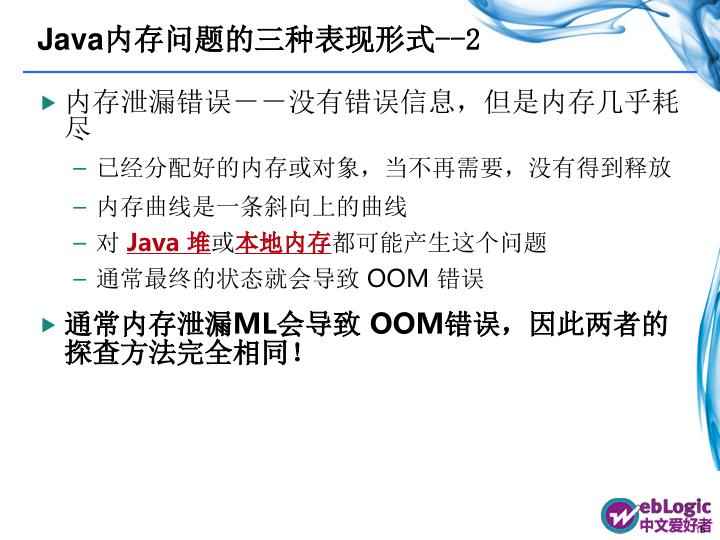 Java内存问题的三种表现形式--2
内存泄漏错误－－没有错误信息，但是内存几乎耗
尽
– 已经分配好的内存或对象，当不再需要，没有得到释放
– 内存曲线是一条斜向上的曲线
– 对 Java 堆或本地内存都可能产生这个问题
– 通常最终的状态就会导致 OOM 错误
通常内存泄漏ML会导致 OOM错误，因此两者的
探查方法完全相同！
WebLogic
中文爱好者